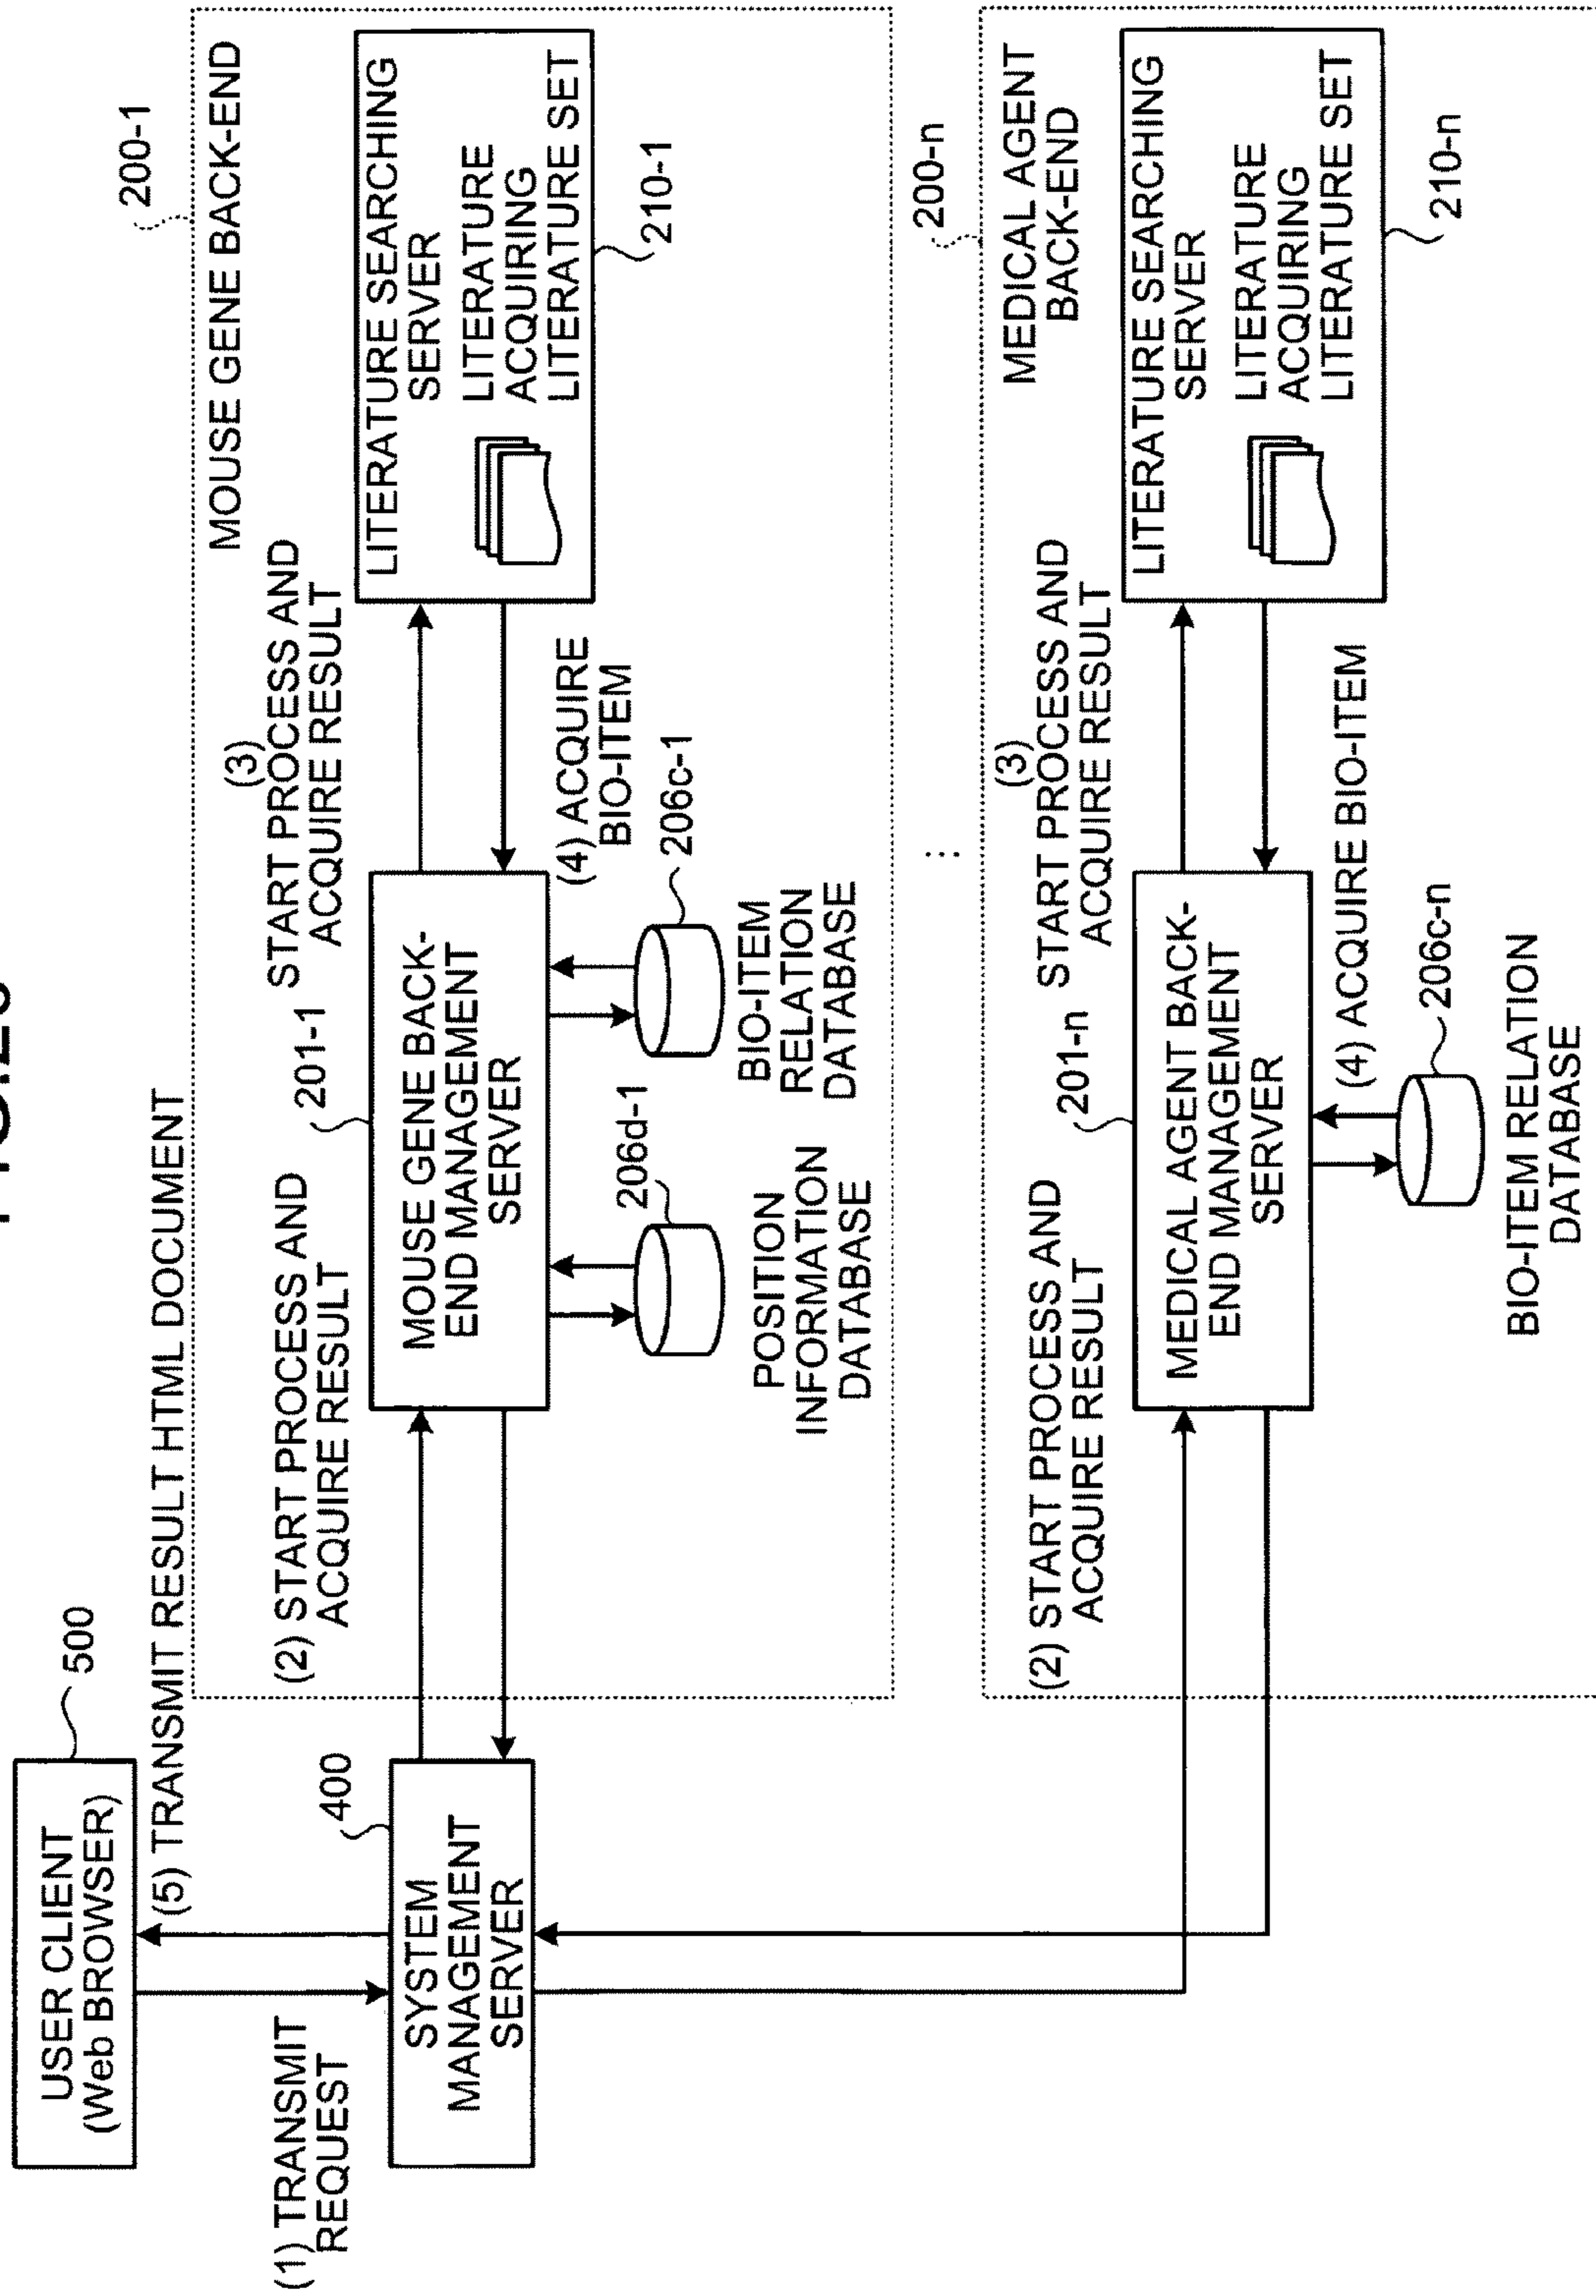 USER CLIENT
(Web BROWSER)
500
(5) TRANSMIT RESULT HTML DOCUMENT
(1) TRANSMIT
REQUEST
SYSTEM
MANAGEMENT
SERVER
400
200-1
MOUSE GENE BACK-END
(2) START PROCESS AND
ACQUIRE RESULT
201-1
MOUSE GENE BACK-
END MANAGEMENT
SERVER
206d-1
POSITION
INFORMATION
DATABASE
206c-1
BIO-ITEM
RELATION
DATABASE
(3)
START PROCESS AND
ACQUIRE RESULT
(4) ACQUIRE
BIO-ITEM
LITERATURE SEARCHING
SERVER
LITERATURE
ACQUIRING
LITERATURE SET
210-1
200-n
MEDICAL AGENT
BACK-END
(2) START PROCESS AND
ACQUIRE RESULT
201-n
MEDICAL AGENT BACK-
END MANAGEMENT
SERVER
(3)
START PROCESS AND
ACQUIRE RESULT
(4) ACQUIRE BIO-ITEM
206c-n
BIO-ITEM RELATION
DATABASE
LITERATURE SEARCHING
SERVER
LITERATURE
ACQUIRING
LITERATURE SET
210-n